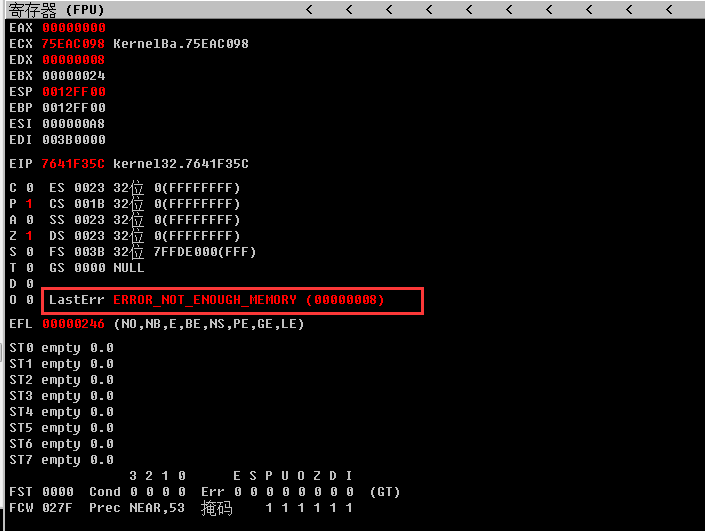 寄存器 (FPU) < < < < < < < < < <
EAX 00000000
ECX 75EAC098 KernelBa.75EAC098
EDX 00000008
EBX 00000024
ESP 0012FF00
EBP 0012FF00
ESI 000000A8
EDI 003B0000
EIP 7641F35C kernel32.7641F35C
C 0 ES 0023 32位 0(FFFFFFFF)
P 1 CS 001B 32位 0(FFFFFFFF)
A 0 SS 0023 32位 0(FFFFFFFF)
Z 1 DS 0023 32位 0(FFFFFFFF)
S 0 FS 003B 32位 7FFDE000(FFF)
T 0 GS 0000 NULL
D 0
O 0 LastErr ERROR_NOT_ENOUGH_MEMORY (00000008)
EFL 00000246 (NO,NB,E,BE,NS,PE,GE,LE)
ST0 empty 0.0
ST1 empty 0.0
ST2 empty 0.0
ST3 empty 0.0
ST4 empty 0.0
ST5 empty 0.0
ST6 empty 0.0
ST7 empty 0.0
3 2 1 0 E S P U O Z D I
FST 0000 Cond 0 0 0 0 Err 0 0 0 0 0 0 0 0 (GT)
FCW 027F Prec NEAR,53 掩码 1 1 1 1 1 1